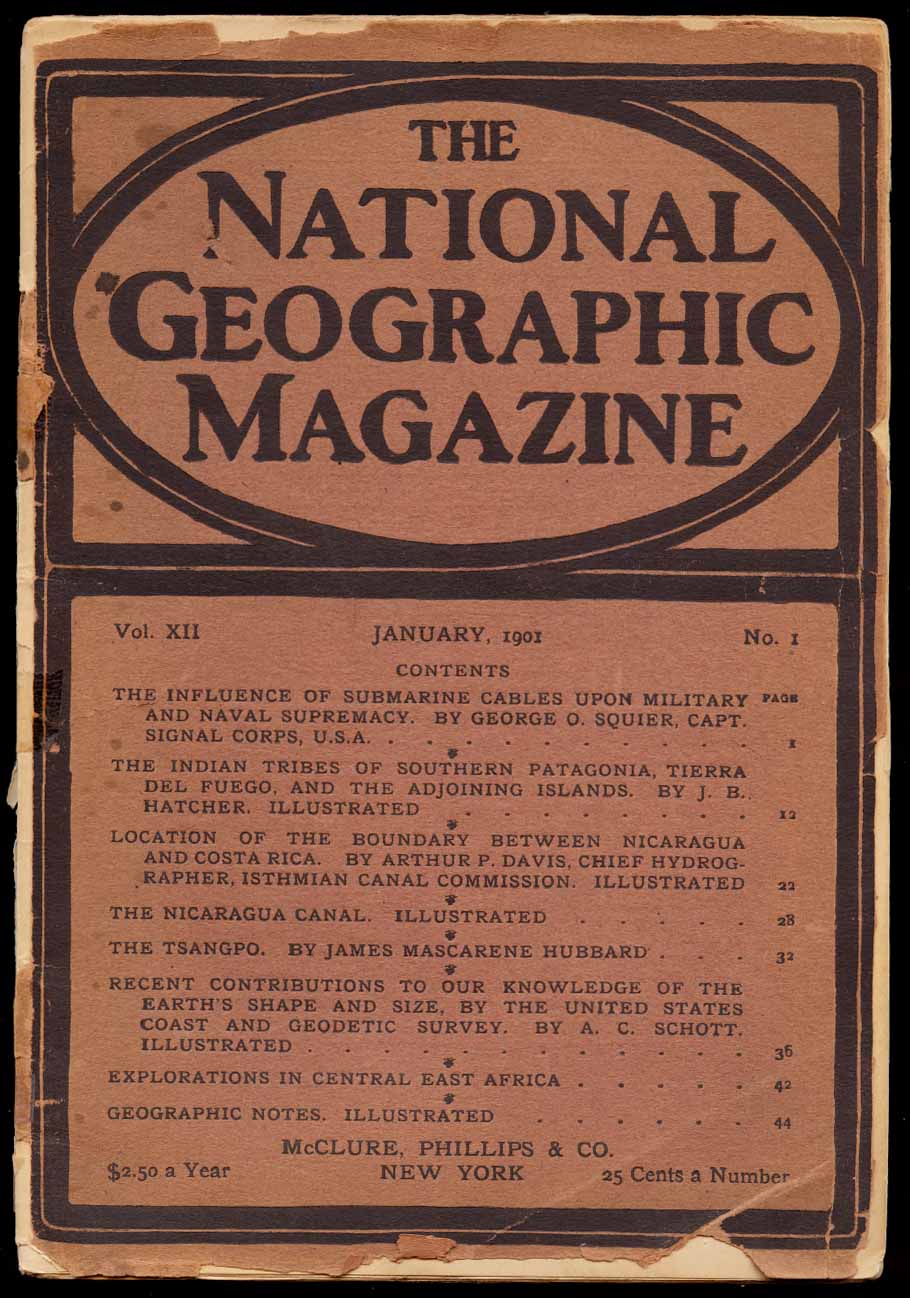 THE
NATIONAL
GEOGRAPHIC
MAGAZINE
Vol. XII JANUARY, 1901 No. 1
CONTENTS
THE INFLUENCE OF SUBMARINE CABLES UPON MILITARY PAGE
AND NAVAL SUPREMACY. BY GEORGE O. SQUIER, CAPT.
SIGNAL CORPS, U.S.A. . . . . . . . . . . . 1
THE INDIAN TRIBES OF SOUTHERN PATAGONIA, TIERRA
DEL FUEGO, AND THE ADJOINING ISLANDS. BY J. B.
HATCHER. ILLUSTRATED . . . . . . . . 12
LOCATION OF THE BOUNDARY BETWEEN NICARAGUA
AND COSTA RICA. BY ARTHUR P. DAVIS, CHIEF HYDROG-
RAPHER, ISTHMIAN CANAL COMMISSION. ILLUSTRATED 22
THE NICARAGUA CANAL. ILLUSTRATED . . . . . 28
THE TSANGPO. BY JAMES MASCARENE HUBBARD . . . 32
RECENT CONTRIBUTIONS TO OUR KNOWLEDGE OF THE
EARTH'S SHAPE AND SIZE, BY THE UNITED STATES
COAST AND GEODETIC SURVEY. BY A. C. SCHOTT.
ILLUSTRATED . . . . . . . . . . . . 36
EXPLORATIONS IN CENTRAL EAST AFRICA . . . . . 42
GEOGRAPHIC NOTES. ILLUSTRATED . . . . . . 44
McCLURE, PHILLIPS & CO.
$2.50 a Year NEW YORK 25 Cents a Number